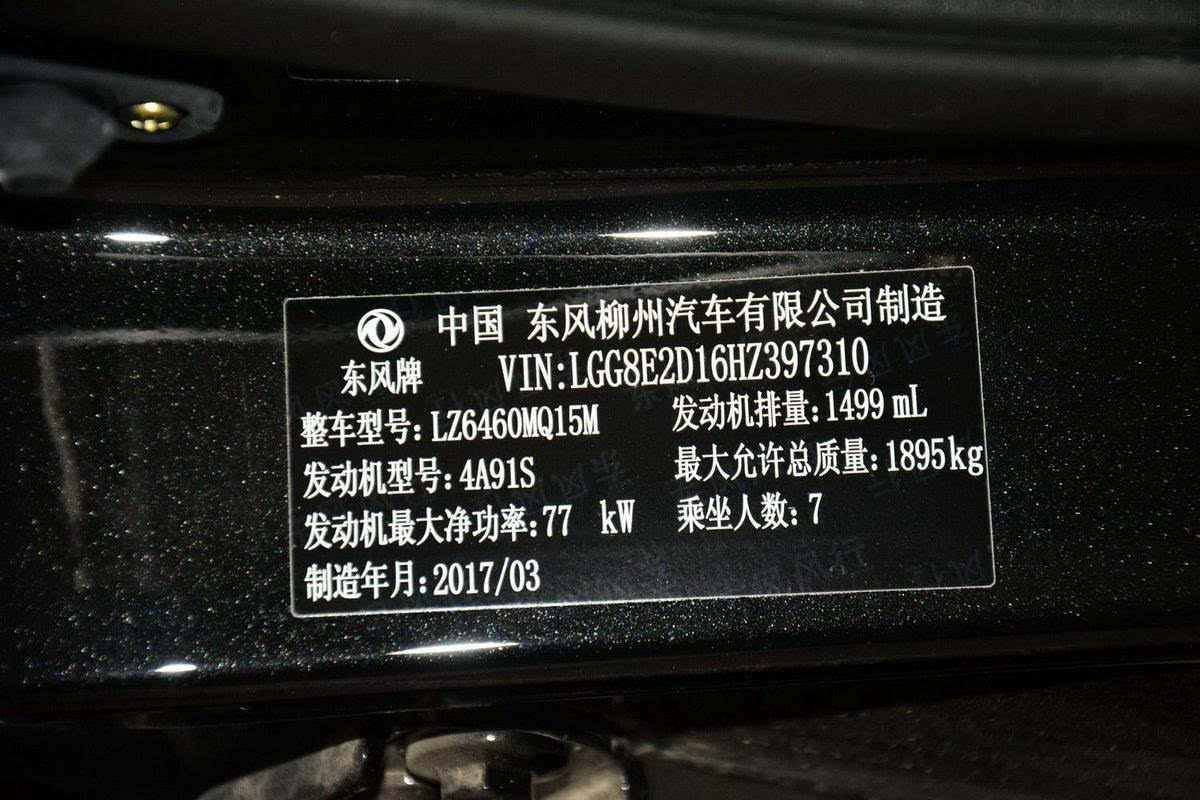 中国 东风柳州汽车有限公司制造
东风牌 VIN:LGG8E2D16HZ397310
整车型号: LZ6460MQ15M 发动机排量:1499 mL
发动机型号:4A91S 最大允许总质量:1895kg
发动机最大净功率:77 kW 乘坐人数:7
制造年月:2017/03